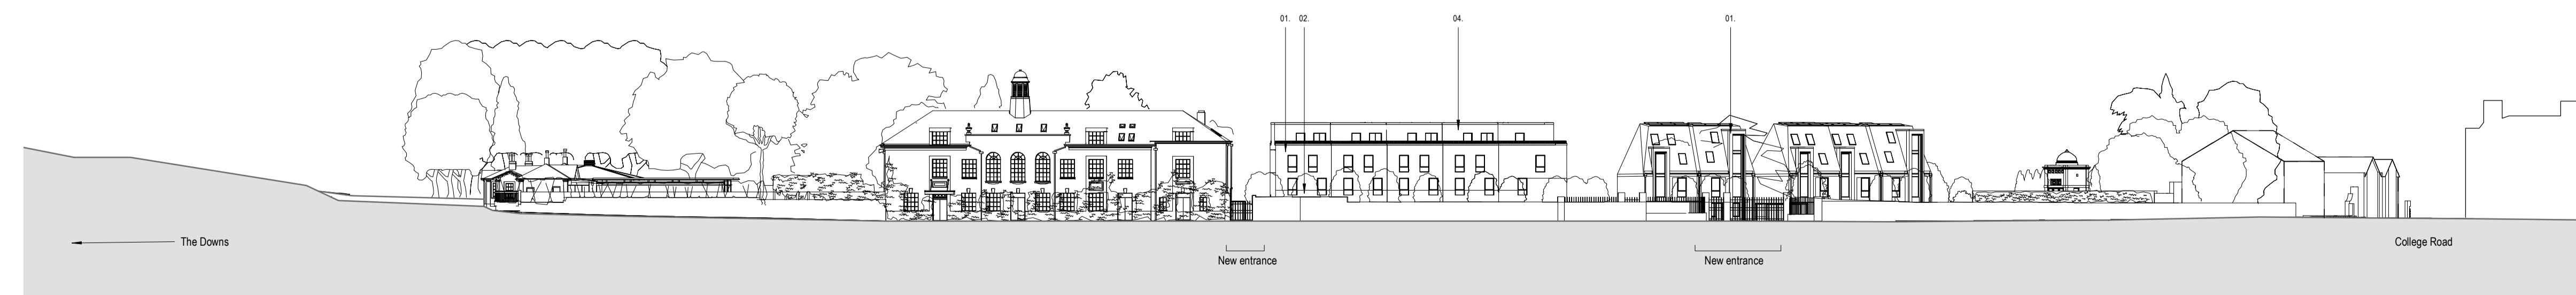 01. 02. 04. 01.
The Downs
College Road
New entrance
New entrance